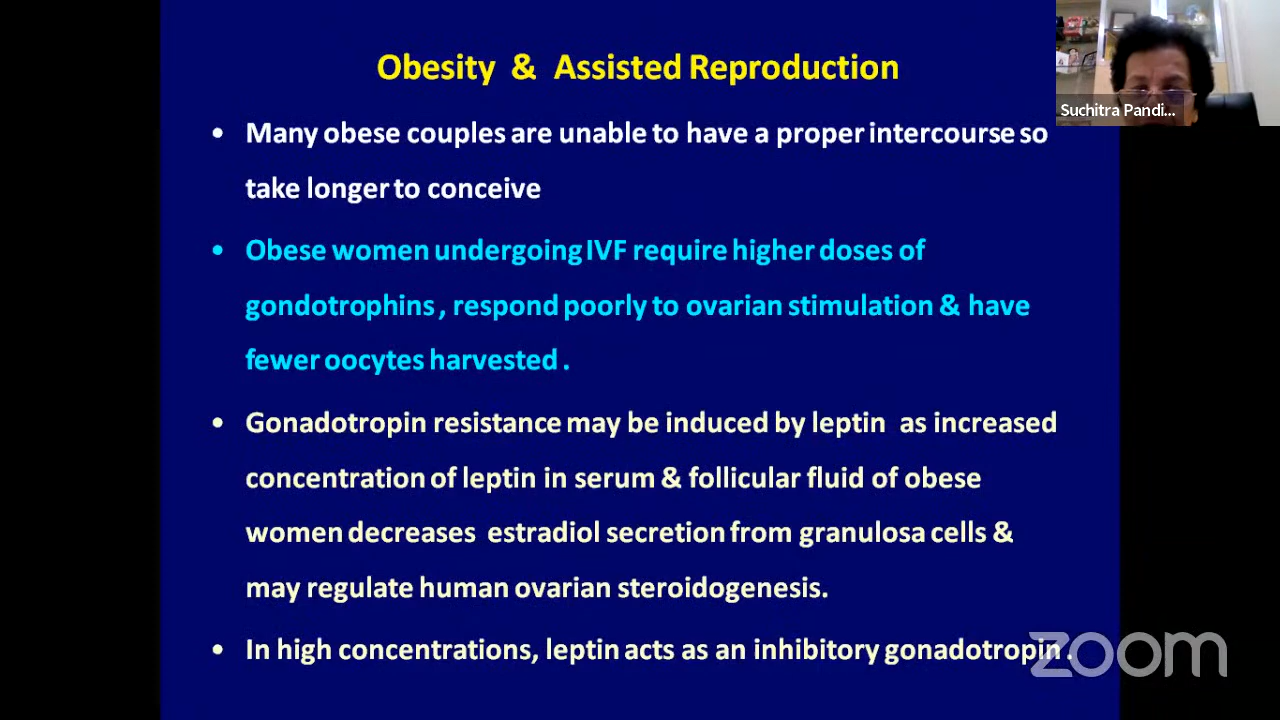 Obesity & Assisted Reproduction
Suchitra Pandi...
• Many obese couples are unable to have a proper intercourse so
take longer to conceive
• Obese women undergoing IVF require higher doses of
gondotrophins, respond poorly to ovarian stimulation & have
fewer oocytes harvested.
• Gonadotropin resistance may be induced by leptin as increased
concentration of leptin in serum & follicular fluid of obese
women decreases estradiol secretion from granulosa cells &
may regulate human ovarian steroidogenesis.
• In high concentrations, leptin acts as an inhibitory gonadotropin.
zoom